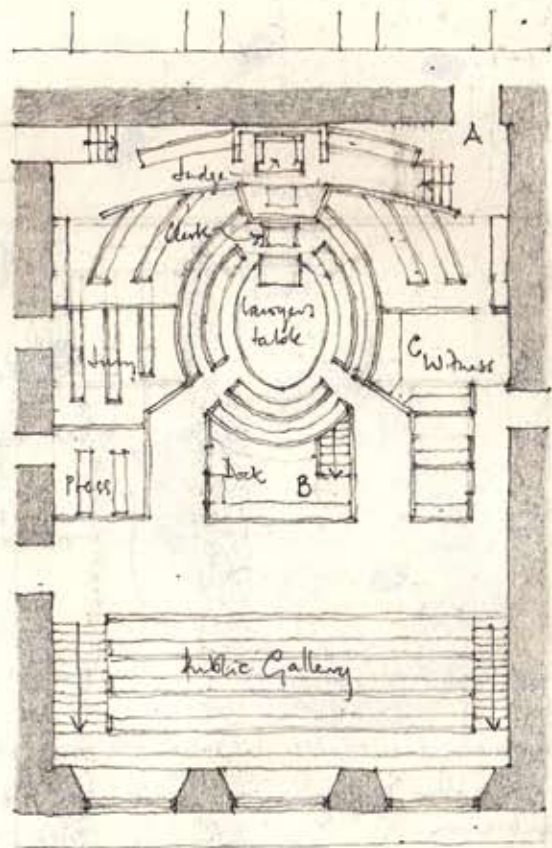 A
Judge
Clerk
Lawyers
table
C
Witness
Jury
Press
Dock
B
Public Gallery